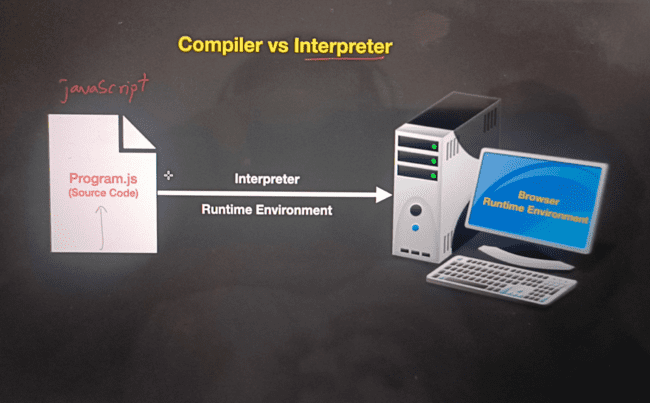 Compiler vs Interpreter
javaScript
Program.js
(Source Code)
Interpreter
Runtime Environment
Browser
Runtime Environment